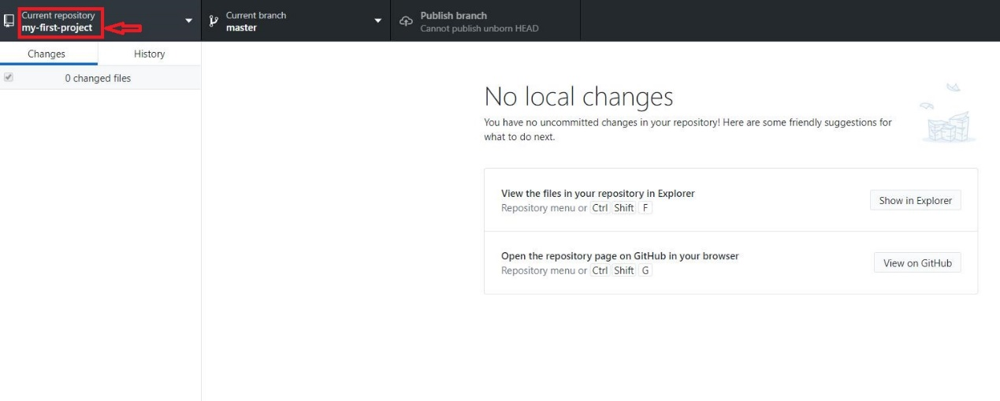 Current repository
my-first-project
Current branch
master
Publish branch
Cannot publish unborn HEAD
Changes
History
0 changed files
No local changes
You have no uncommitted changes in your repository! Here are some friendly suggestions for
what to do next.
View the files in your repository in Explorer
Repository menu or Ctrl Shift F
Show in Explorer
Open the repository page on GitHub in your browser
Repository menu or Ctrl Shift G
View on GitHub